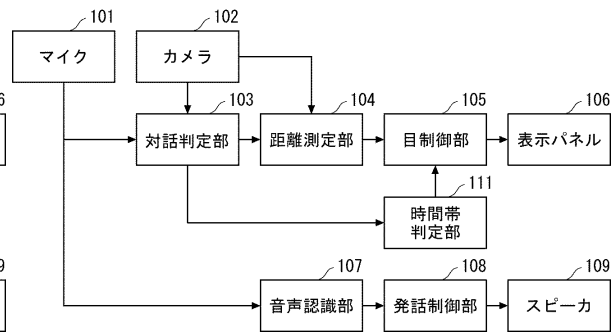 101
102
マイク
カメラ
6
103
104
105
106
対話判定部
距離測定部
目制御部
表示パネル
111
時間帯
判定部
9
107
108
109
音声認識部
発話制御部
スピーカ